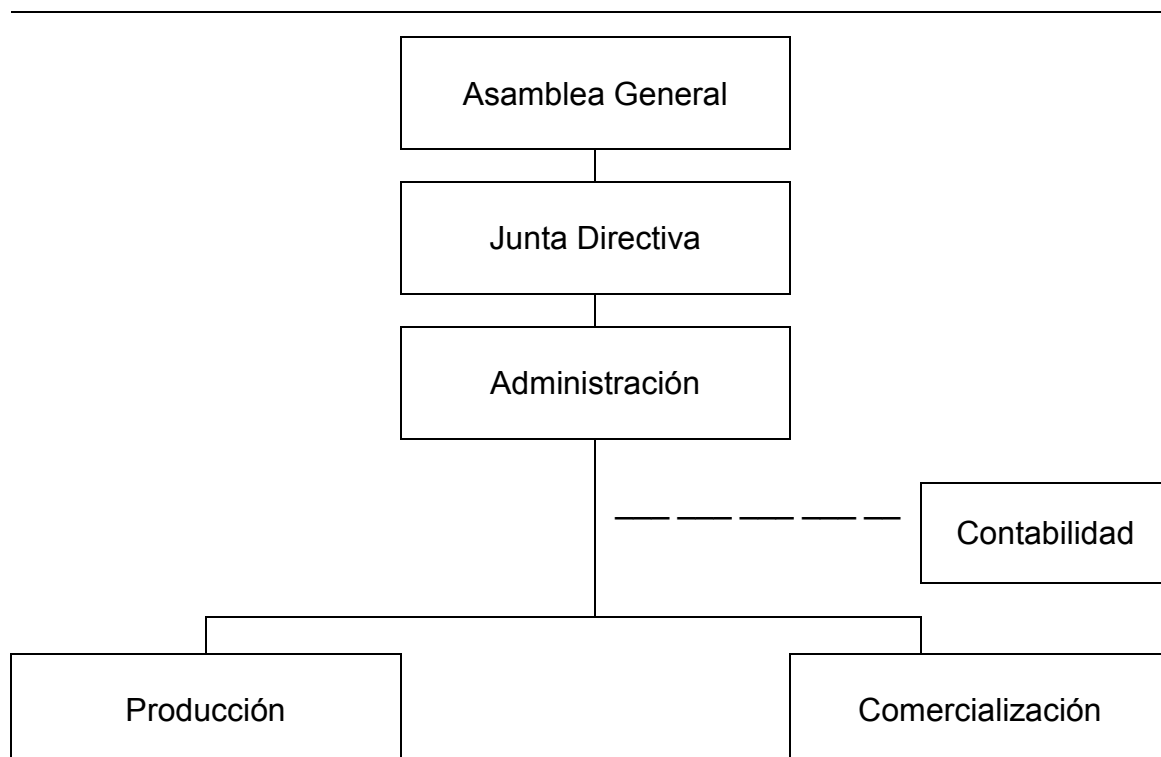 Asamblea General
Junta Directiva
Administración
Contabilidad
Producción
Comercialización